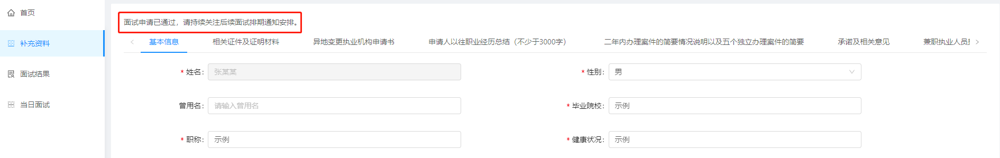 首页
补充资料
面试结果
当日面试
面试申请已通过，请持续关注后续面试排期通知安排。
基本信息 相关证件及证明材料 异地变更执业机构申请书 申请人以往职业经历总结（不少于3000字） 二年内办理案件的简要情况说明以及五个独立办理案件的简要 承诺及相关意见 兼职执业人员
* 姓名： 张某某 * 性别： 男
曾用名： 请输入曾用名 * 毕业院校： 示例
* 职称： 示例 * 健康状况： 示例